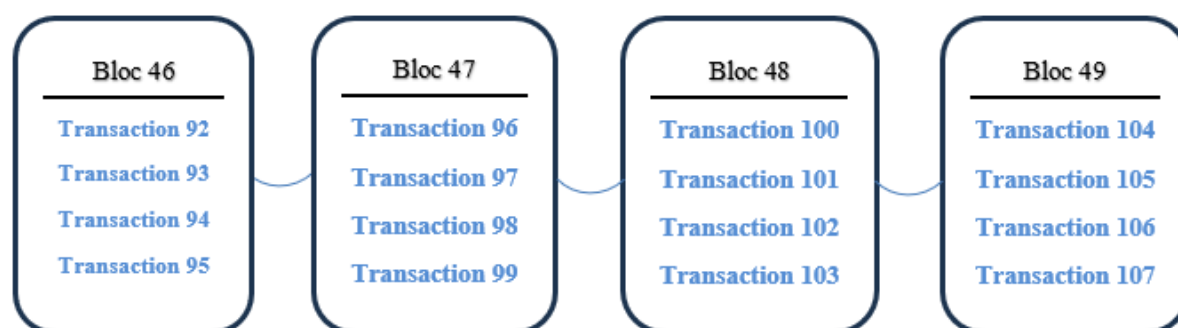 Bloc 46
Transaction 92
Transaction 93
Transaction 94
Transaction 95
Bloc 47
Transaction 96
Transaction 97
Transaction 98
Transaction 99
Bloc 48
Transaction 100
Transaction 101
Transaction 102
Transaction 103
Bloc 49
Transaction 104
Transaction 105
Transaction 106
Transaction 107